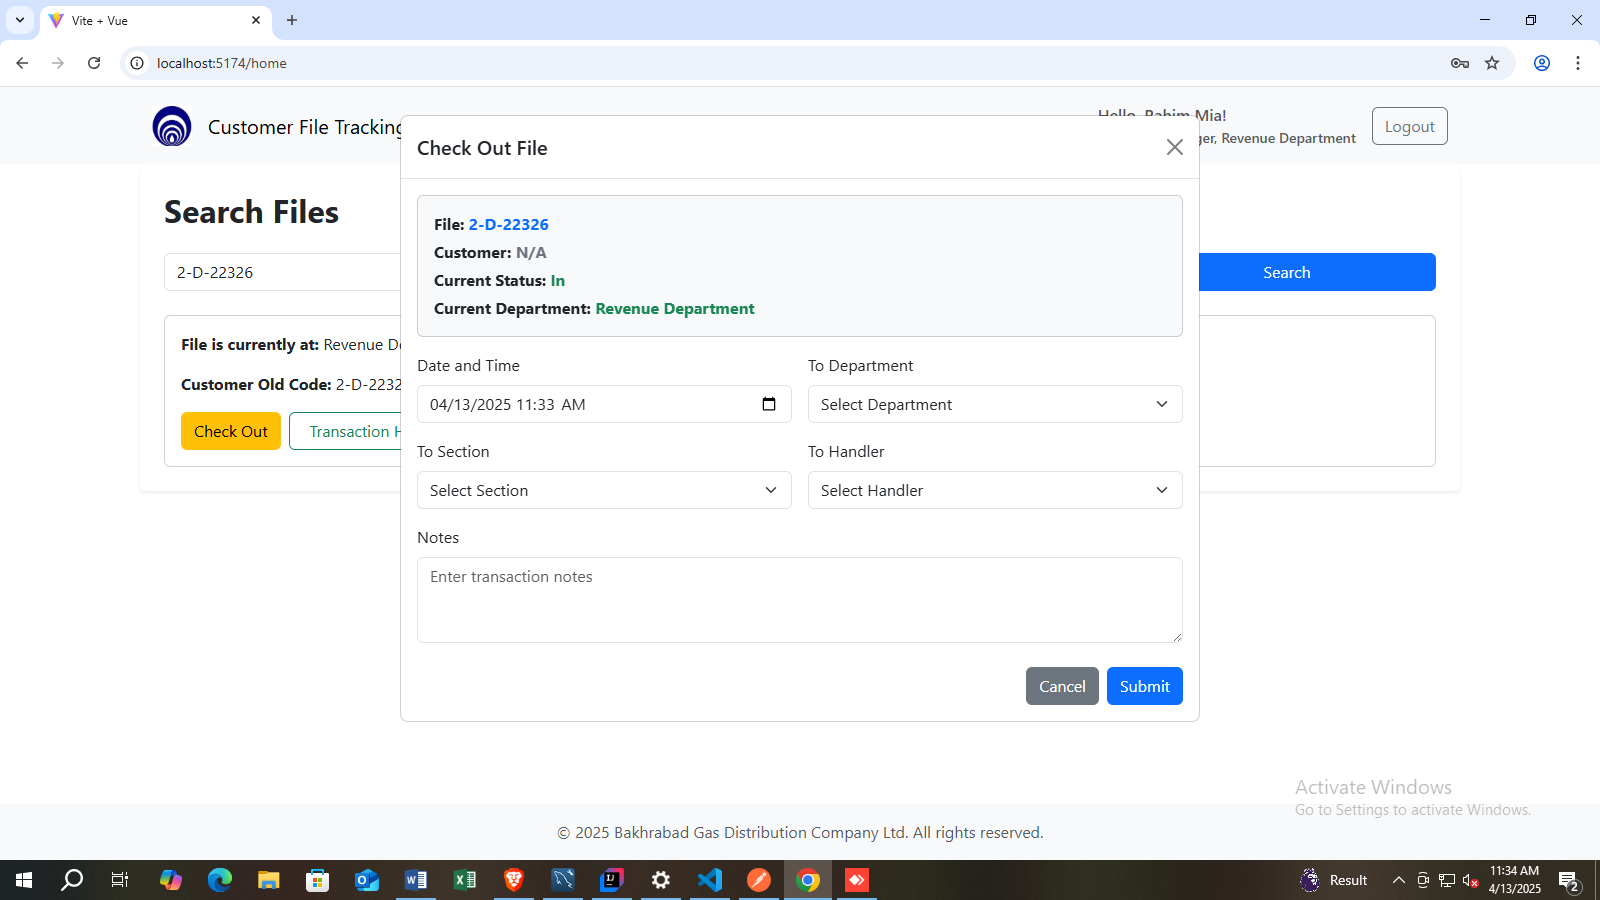 Vite + Vue
localhost:5174/home
Customer File Tracking
Hello, Rahim Mia!
ger, Revenue Department
Logout
Search Files
2-D-22326
Search
File is currently at: Revenue De
Customer Old Code: 2-D-2232
Check Out
Transaction H
Check Out File
File: 2-D-22326
Customer: N/A
Current Status: In
Current Department: Revenue Department
Date and Time
To Department
04/13/2025 11:33 AM
Select Department
To Section
To Handler
Select Section
Select Handler
Notes
Enter transaction notes
Cancel
Submit
Activate Windows
Go to Settings to activate Windows.
© 2025 Bakhrabad Gas Distribution Company Ltd. All rights reserved.
Result
11:34 AM
4/13/2025
2